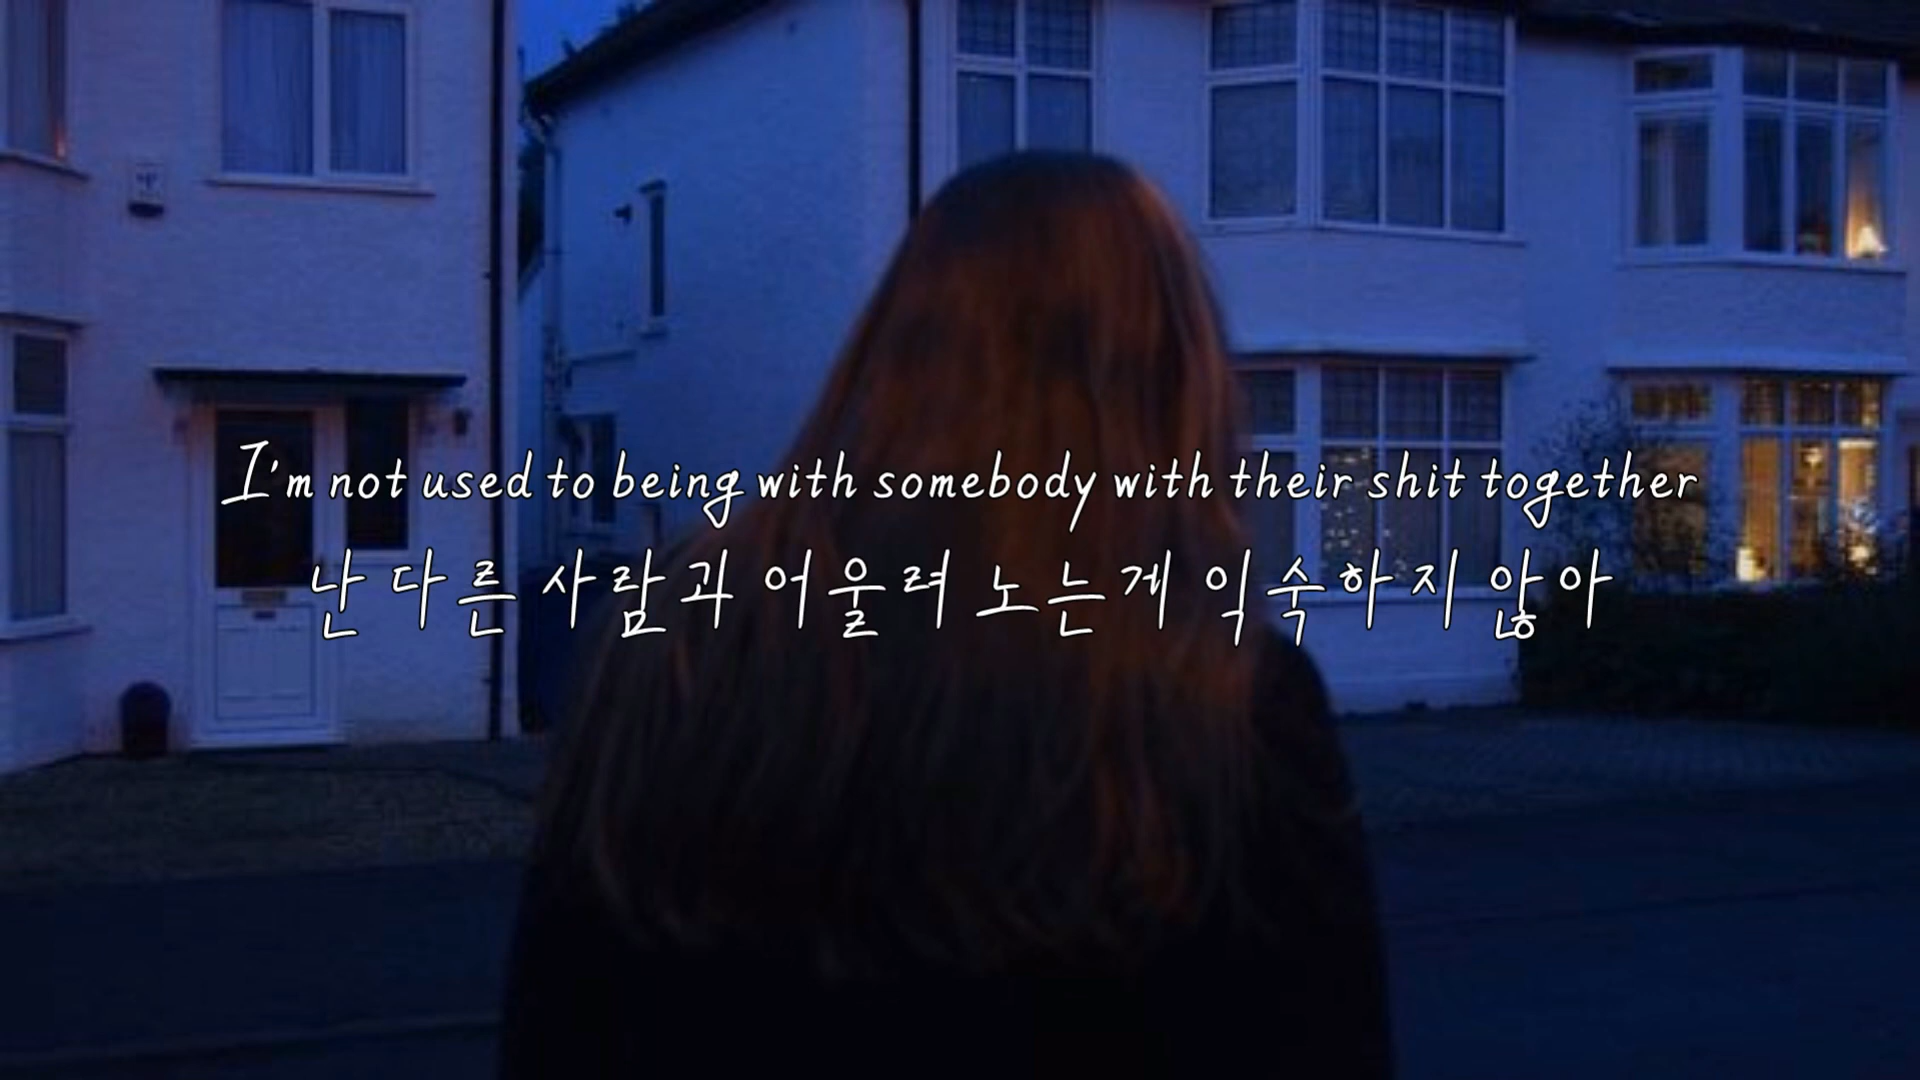 I'm not used to being with somebody with their shit together
난 다른 사람과 어울려 노는게 익숙하지 않아